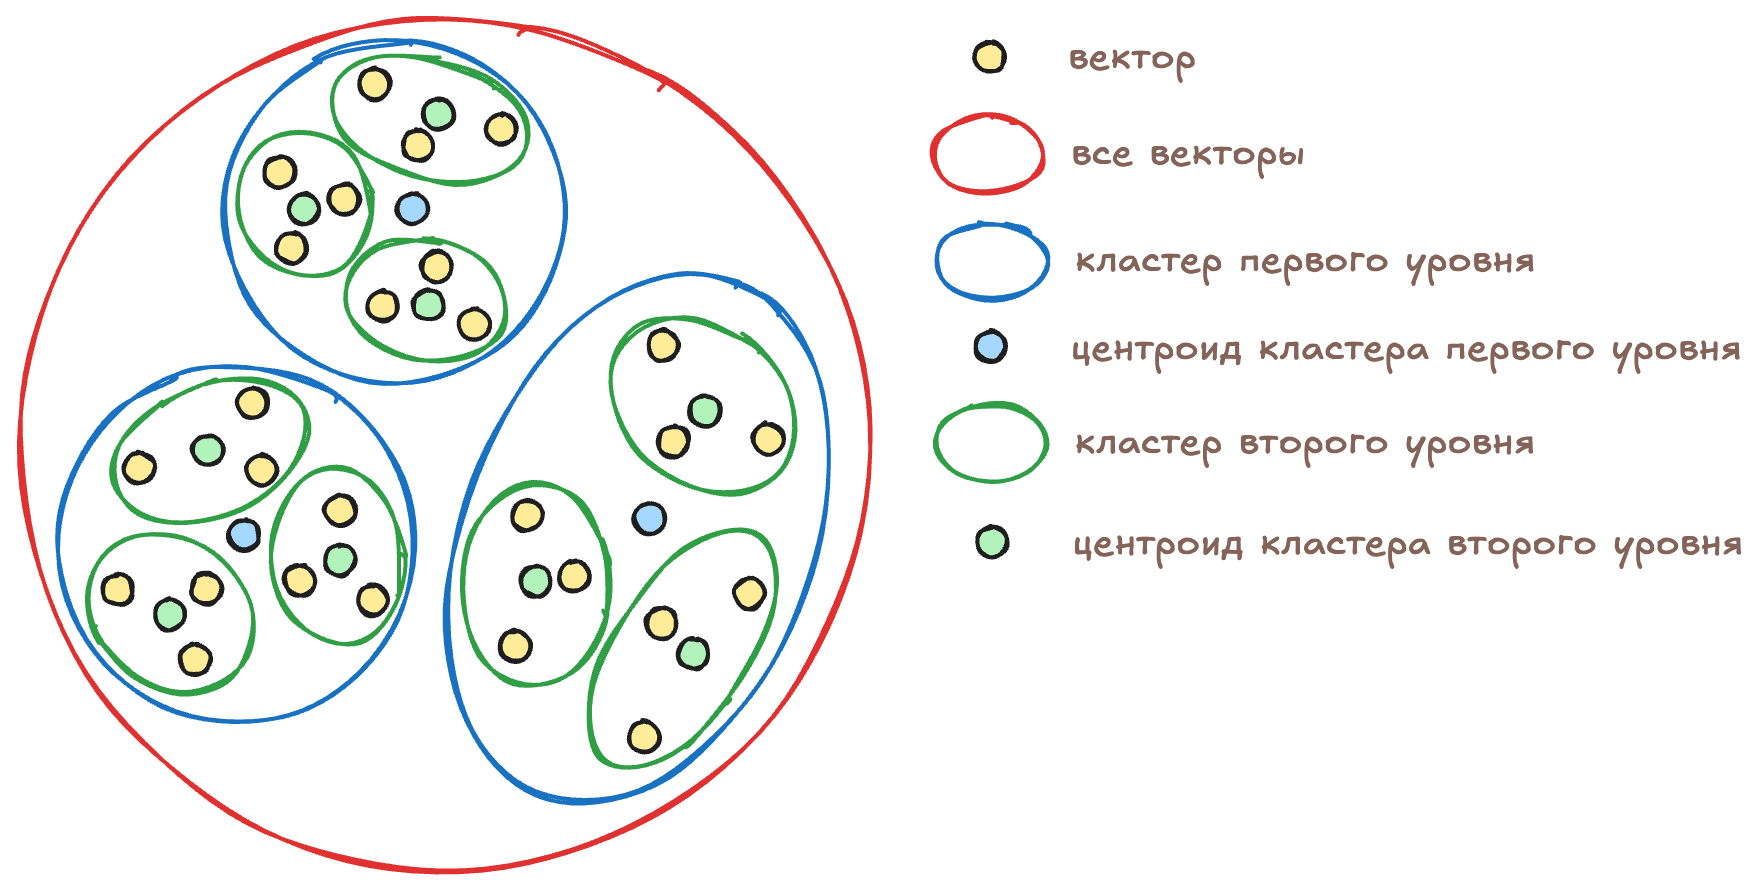 вектор
все векторы
кластер первого уровня
центроид кластера первого уровня
кластер второго уровня
центроид кластера второго уровня